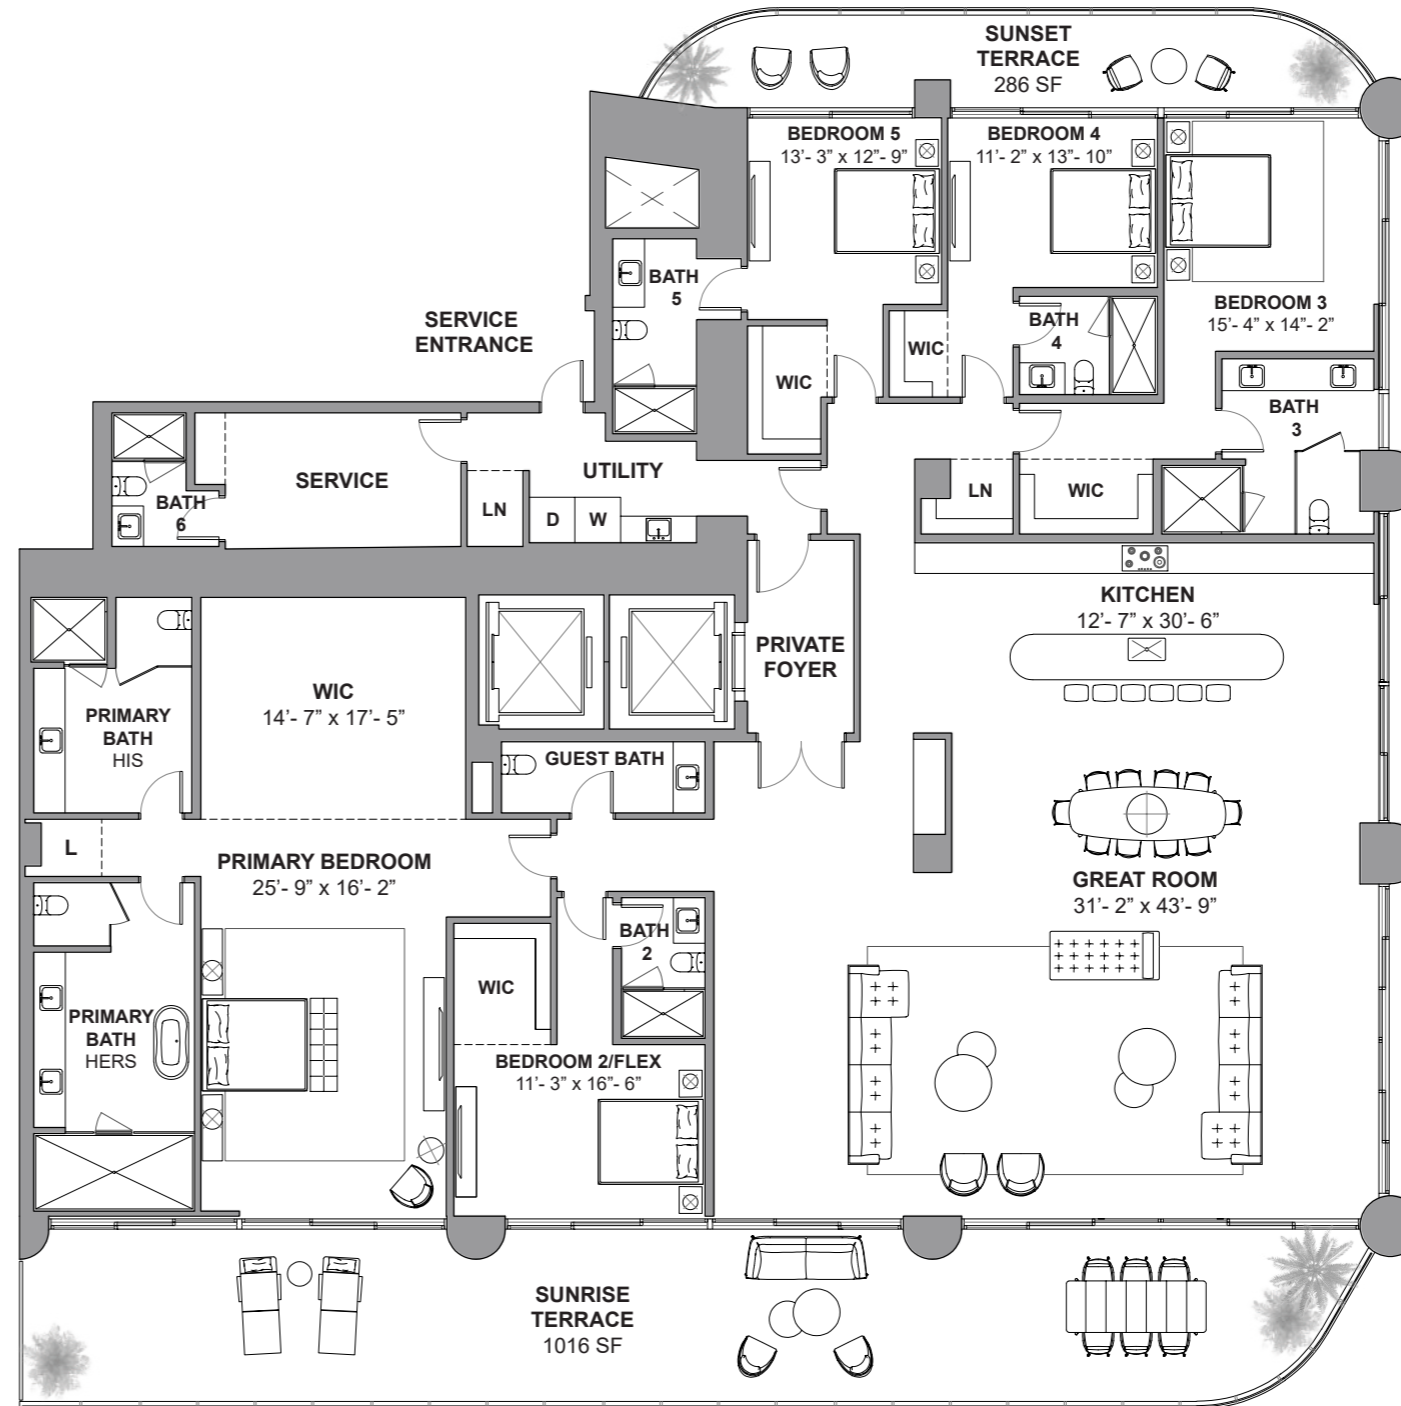 SUNSET
TERRACE
286 SF
BEDROOM 5
13'- 3" x 12"- 9"
BEDROOM 4
11'- 2" x 13"- 10"
BEDROOM 3
15'- 4" x 14"- 2"
BATH
5
BATH
4
WIC
WIC
SERVICE
ENTRANCE
BATH
3
SERVICE
UTILITY
LN
D
W
LN
WIC
BATH
6
KITCHEN
12'- 7" x 30'- 6"
PRIVATE
FOYER
WIC
14'- 7" x 17'- 5"
PRIMARY
BATH
HIS
GUEST BATH
L
PRIMARY BEDROOM
25'- 9" x 16'- 2"
GREAT ROOM
31'- 2" x 43'- 9"
BATH
2
WIC
PRIMARY
BATH
HERS
BEDROOM 2/FLEX
11'- 3" x 16"- 6"
SUNRISE
TERRACE
1016 SF